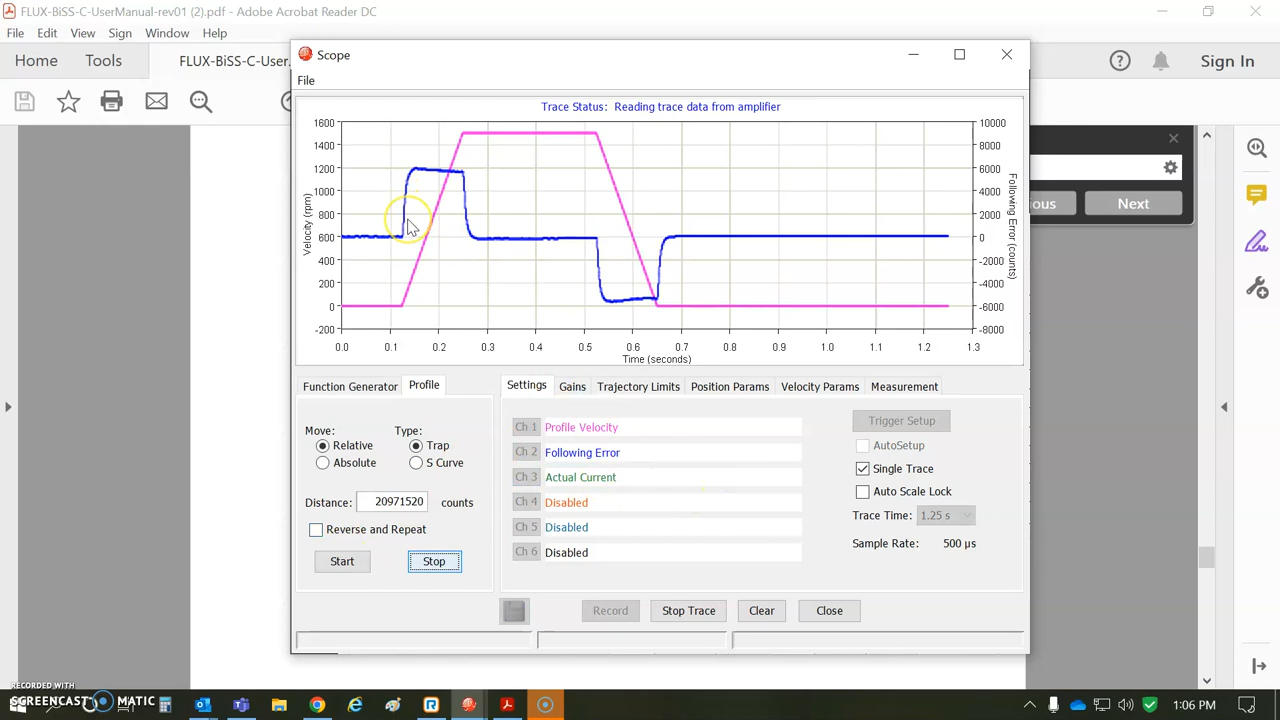 FLUX-BiSS-C-UserManual-rev01 (2).pdf - Adobe Acrobat Reader DC
File Edit View Sign Window Help
Home Tools FLUX-BiSS-C-User. Sign In
Scope
File
Trace Status: Reading trace data from amplifier
Velocity (rpm)
1600
1400
1200
1000
800
600
400
200
0
-200
10000
8000
6000
4000
2000
0
-2000
-4000
-6000
-8000
Following Error (counts)
0.0 0.1 0.2 0.3 0.4 0.5 0.6 0.7 0.8 0.9 1.0 1.1 1.2 1.3
Time (seconds)
ous Next
Function Generator Profile
Settings Gains Trajectory Limits Position Params Velocity Params Measurement
Move: Type:
Relative Trap
Absolute S Curve
Distance: 20971520 counts
Reverse and Repeat
Start Stop
Ch 1 Profile Velocity
Ch 2 Following Error
Ch 3 Actual Current
Ch 4 Disabled
Ch 5 Disabled
Ch 6 Disabled
Trigger Setup
AutoSetup
Single Trace
Auto Scale Lock
Trace Time: 1.25 s
Sample Rate: 500 µs
Record Stop Trace Clear Close
RECORDED WITH
SCREENCAST MATIC
1:06 PM